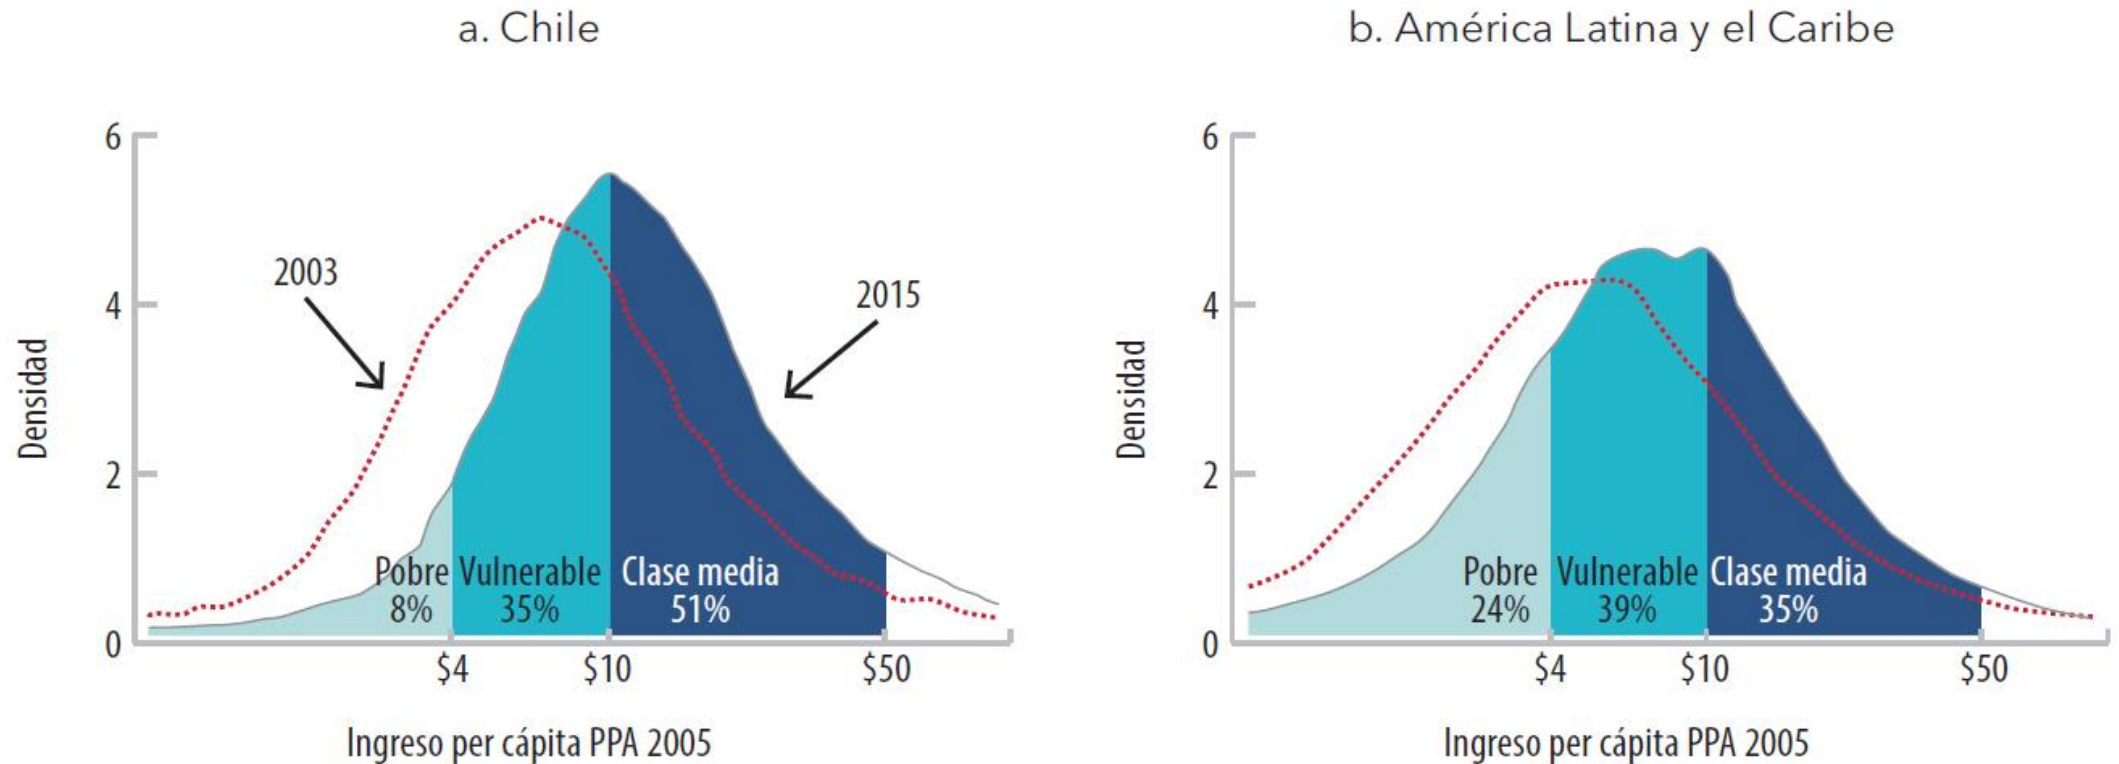 a. Chile
6
4
2
0
Densidad
2003
2015
Pobre
8%
Vulnerable
35%
Clase media
51%
$4
$10
$50
Ingreso per cápita PPA 2005
b. América Latina y el Caribe
6
4
2
0
Densidad
Pobre
24%
Vulnerable
39%
Clase media
35%
$4
$10
$50
Ingreso per cápita PPA 2005